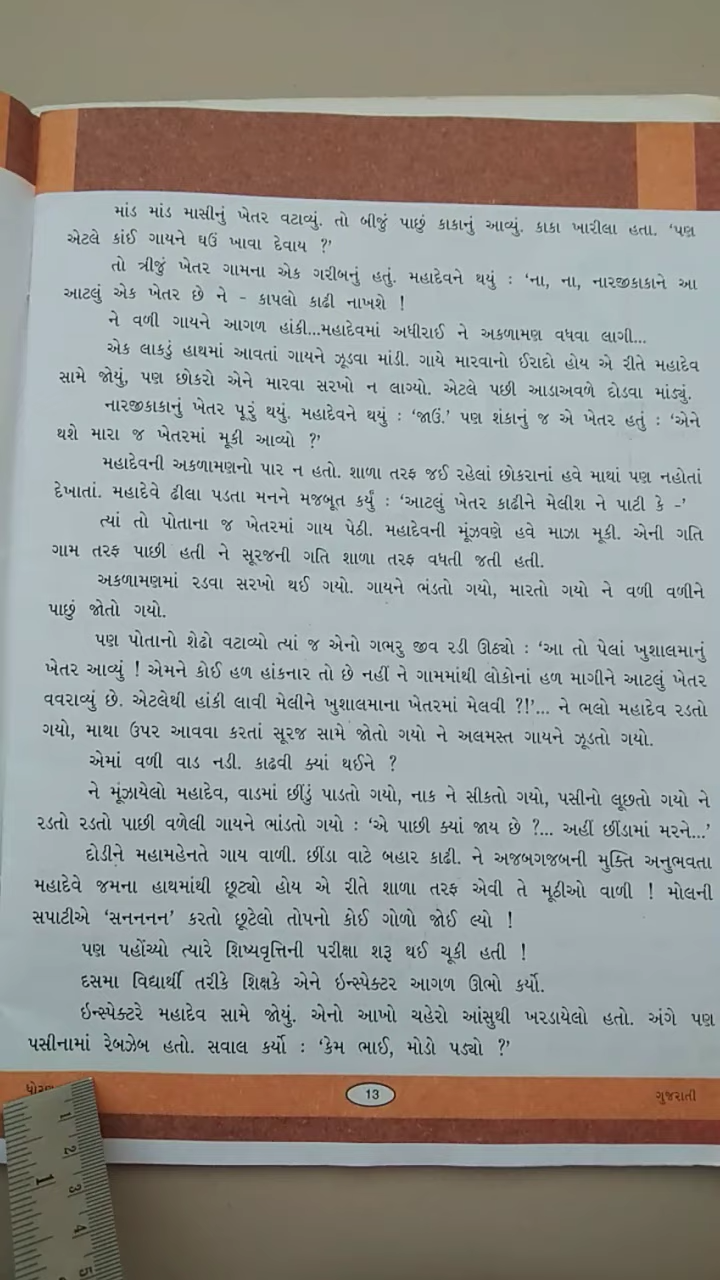 માંડ માંડ માસીનું ખેતર વટાવ્યું. તો બીજું પાછું કાકાનું આવ્યું. કાકા ખારીલા હતા. ‘પણ
એટલે કાંઈ ગાયને ઘઉં ખાવા દેવાય ?’
તો ત્રીજું ખેતર ગામના એક ગરીબનું હતું. મહાદેવને થયું : ‘ના, ના, નારજીકાકાને આ
આટલું એક ખેતર છે ને - કાપલો કાઢી નાખશે !
ને વળી ગાયને આગળ હાંકી...મહાદેવમાં અધીરાઈ ને અકળામણ વધવા લાગી...
એક લાકડું હાથમાં આવતાં ગાયને ઝૂડવા માંડી. ગાયે મારવાનો ઈરાદો હોય એ રીતે મહાદેવ
સામે જોયું, પણ છોકરો એને મારવા સરખો ન લાગ્યો. એટલે પછી આડાઅવળે દોડવા માંડ્યું.
નારજીકાકાનું ખેતર પૂરું થયું. મહાદેવને થયું : ‘જાઉં.’ પણ શંકાનું જ એ ખેતર હતું : ‘એને
થશે મારા જ ખેતરમાં મૂકી આવ્યો ?’
મહાદેવની અકળામણનો પાર ન હતો. શાળા તરફ જઈ રહેલાં છોકરાનાં હવે માથાં પણ નહોતાં
દેખાતાં. મહાદેવે ઢીલા પડતા મનને મજબૂત કર્યું : ‘આટલું ખેતર કાઢીને મેલીશ ને પાટી કે -’
ત્યાં તો પોતાના જ ખેતરમાં ગાય પેઠી. મહાદેવની મૂંઝવણે હવે માઝા મૂકી. એની ગતિ
ગામ તરફ પાછી હતી ને સૂરજની ગતિ શાળા તરફ વધતી જતી હતી.
અકળામણમાં રડવા સરખો થઈ ગયો. ગાયને ભંડતો ગયો, મારતો ગયો ને વળી વળીને
પાછું જોતો ગયો.
પણ પોતાનો શેઢો વટાવ્યો ત્યાં જ એનો ગભરુ જીવ રડી ઊઠ્યો : ‘આ તો પેલાં ખુશાલમાનું
ખેતર આવ્યું ! એમને કોઈ હળ હાંકનાર તો છે નહીં ને ગામમાંથી લોકોનાં હળ માગીને આટલું ખેતર
વવરાવ્યું છે. એટલેથી હાંકી લાવી મેલીને ખુશાલમાના ખેતરમાં મેલવી ?!’... ને ભલો મહાદેવ રડતો
ગયો, માથા ઉપર આવવા કરતાં સૂરજ સામે જોતો ગયો ને અલમસ્ત ગાયને ઝૂડતો ગયો.
એમાં વળી વાડ નડી. કાઢવી ક્યાં થઈને ?
ને મૂંઝાયેલો મહાદેવ, વાડમાં છીંડું પાડતો ગયો, નાક ને સીકતો ગયો, પસીનો લૂછતો ગયો ને
રડતો રડતો પાછી વળેલી ગાયને ભાંડતો ગયો : ‘એ પાછી ક્યાં જાય છે ?... અહીં છીંડામાં મરને...’
દોડીને મહામહેનતે ગાય વાળી. છીંડા વાટે બહાર કાઢી. ને અજબગજબની મુક્તિ અનુભવતા
મહાદેવે જમના હાથમાંથી છૂટ્યો હોય એ રીતે શાળા તરફ એવી તે મૂઠીઓ વાળી ! મોલની
સપાટીએ ‘સનનનન’ કરતો છૂટેલો તોપનો કોઈ ગોળો જોઈ લ્યો !
પણ પહોંચ્યો ત્યારે શિષ્યવૃત્તિની પરીક્ષા શરૂ થઈ ચૂકી હતી !
દસમા વિદ્યાર્થી તરીકે શિક્ષકે એને ઇન્સ્પેક્ટર આગળ ઊભો કર્યો.
ઇન્સ્પેક્ટરે મહાદેવ સામે જોયું. એનો આખો ચહેરો આંસુથી ખરડાયેલો હતો. અંગે પણ
પસીનામાં રેબઝેબ હતો. સવાલ કર્યો : ‘કેમ ભાઈ, મોડો પડ્યો ?’
13
ગુજરાતી
1
2
3
4
5
1